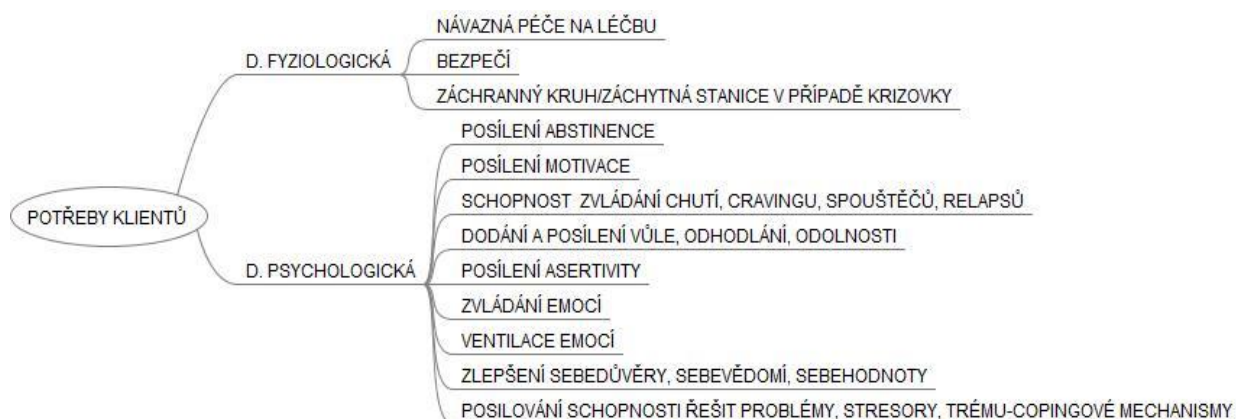 POTŘEBY KLIENTŮ
D. FYZIOLOGICKÁ
NÁVAZNÁ PÉČE NA LÉČBU
BEZPEČÍ
ZÁCHRANNÝ KRUH/ZÁCHYTNÁ STANICE V PŘÍPADĚ KRIZOVKY
D. PSYCHOLOGICKÁ
POSÍLENÍ ABSTINENCE
POSÍLENÍ MOTIVACE
SCHOPNOST ZVLÁDÁNÍ CHUTÍ, CRAVINGU, SPOUŠTĚČŮ, RELAPSŮ
DODÁNÍ A POSÍLENÍ VŮLE, ODHODLÁNÍ, ODOLNOSTI
POSÍLENÍ ASERTIVITY
ZVLÁDÁNÍ EMOCÍ
VENTILACE EMOCÍ
ZLEPŠENÍ SEBEDŮVĚRY, SEBEVĚDOMÍ, SEBEHODNOTY
POSILOVÁNÍ SCHOPNOSTI ŘEŠIT PROBLÉMY, STRESORY, TRÉMU-COPINGOVÉ MECHANISMY